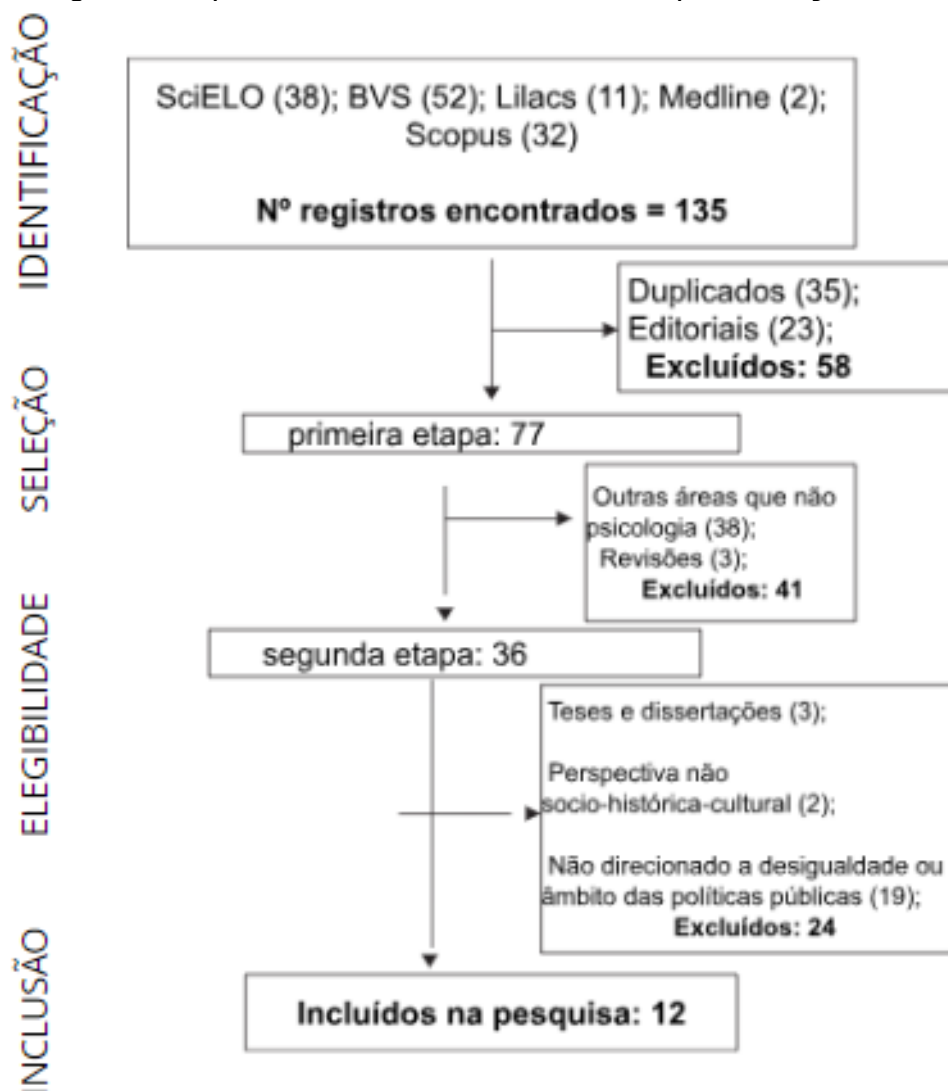 IDENTIFICAÇÃO
SciELO (38); BVS (52); Lilacs (11); Medline (2);
Scopus (32)
Nº registros encontrados = 135
Duplicados (35);
Editoriais (23);
Excluídos: 58
SELEÇÃO
primeira etapa: 77
Outras áreas que não
psicologia (38);
Revisões (3);
Excluídos: 41
ELEGIBILIDADE
segunda etapa: 36
Teses e dissertações (3);
Perspectiva não
socio-histórica-cultural (2);
Não direcionado a desigualdade ou
âmbito das políticas públicas (19);
Excluídos: 24
INCLUSÃO
Incluídos na pesquisa: 12